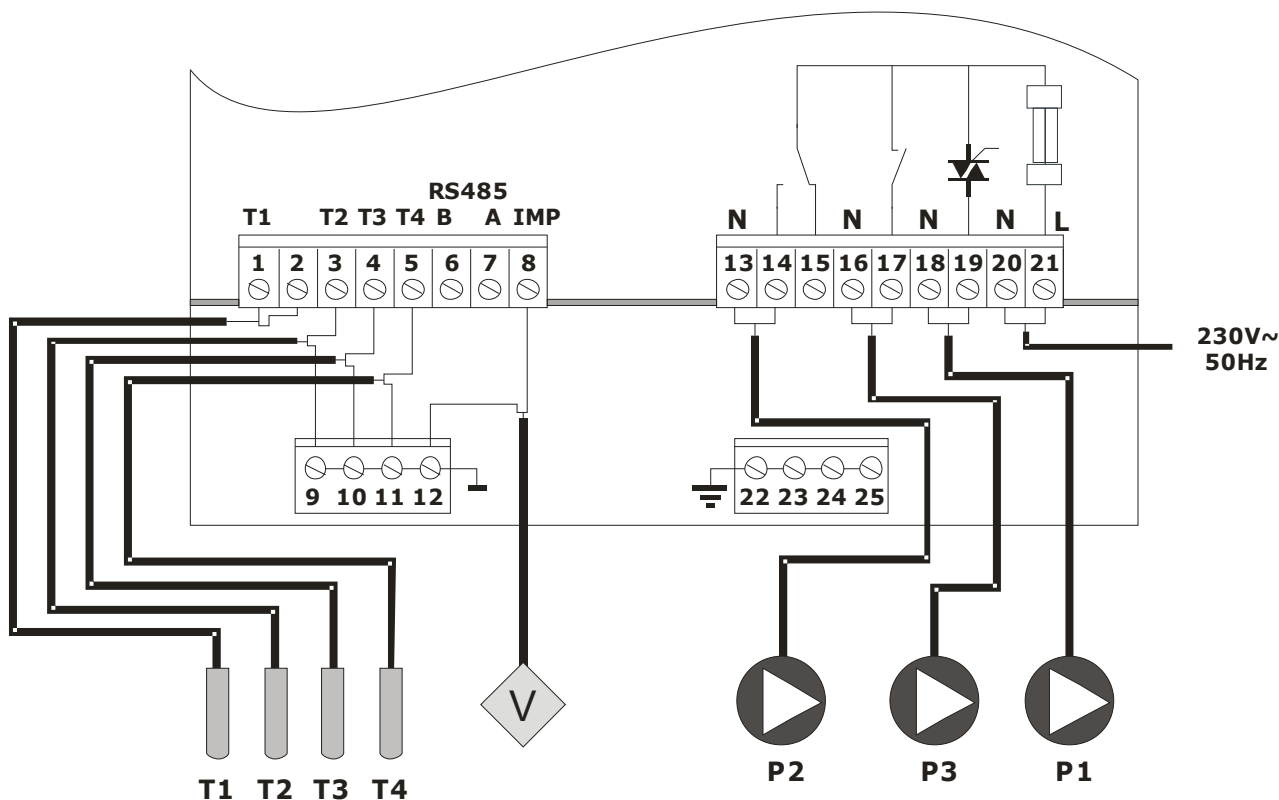 RS485
T1 T2 T3 T4 B A IMP
N N N N L
1 2 3 4 5 6 7 8
13 14 15 16 17 18 19 20 21
230V~
50Hz
9 10 11 12
22 23 24 25
V
T1 T2 T3 T4
P2 P3 P1